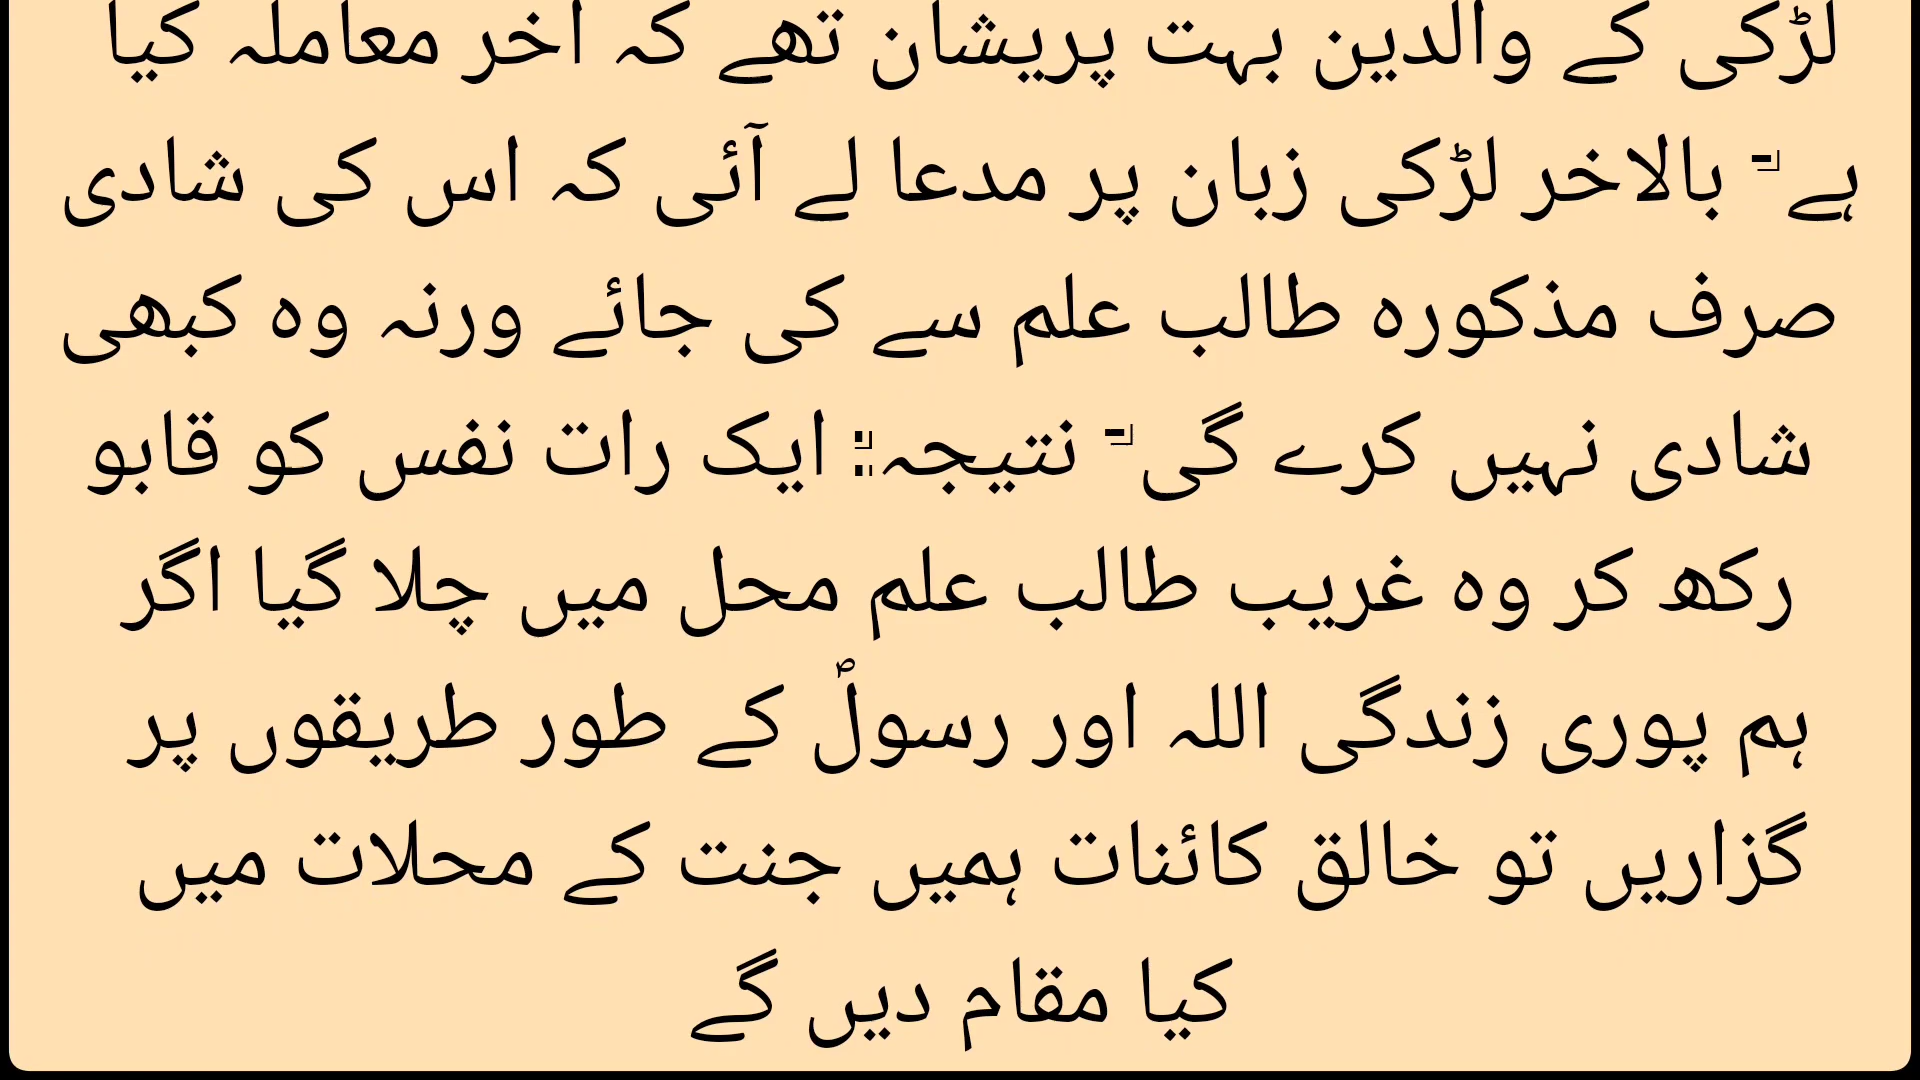 لڑکی کے والدین بہت پریشان تھے کہ آخر معاملہ کیا
ہے۔ بالاخر لڑکی زبان پر مدعا لے آئی کہ اس کی شادی
صرف مذکورہ طالب علم سے کی جائے ورنہ وہ کبھی
شادی نہیں کرے گی۔ نتیجہ: ایک رات نفس کو قابو
رکھ کر وہ غریب طالب علم محل میں چلا گیا اگر
ہم پوری زندگی اللہ اور رسولؐ کے طور طریقوں پر
گزاریں تو خالق کائنات ہمیں جنت کے محلات میں
کیا مقام دیں گے